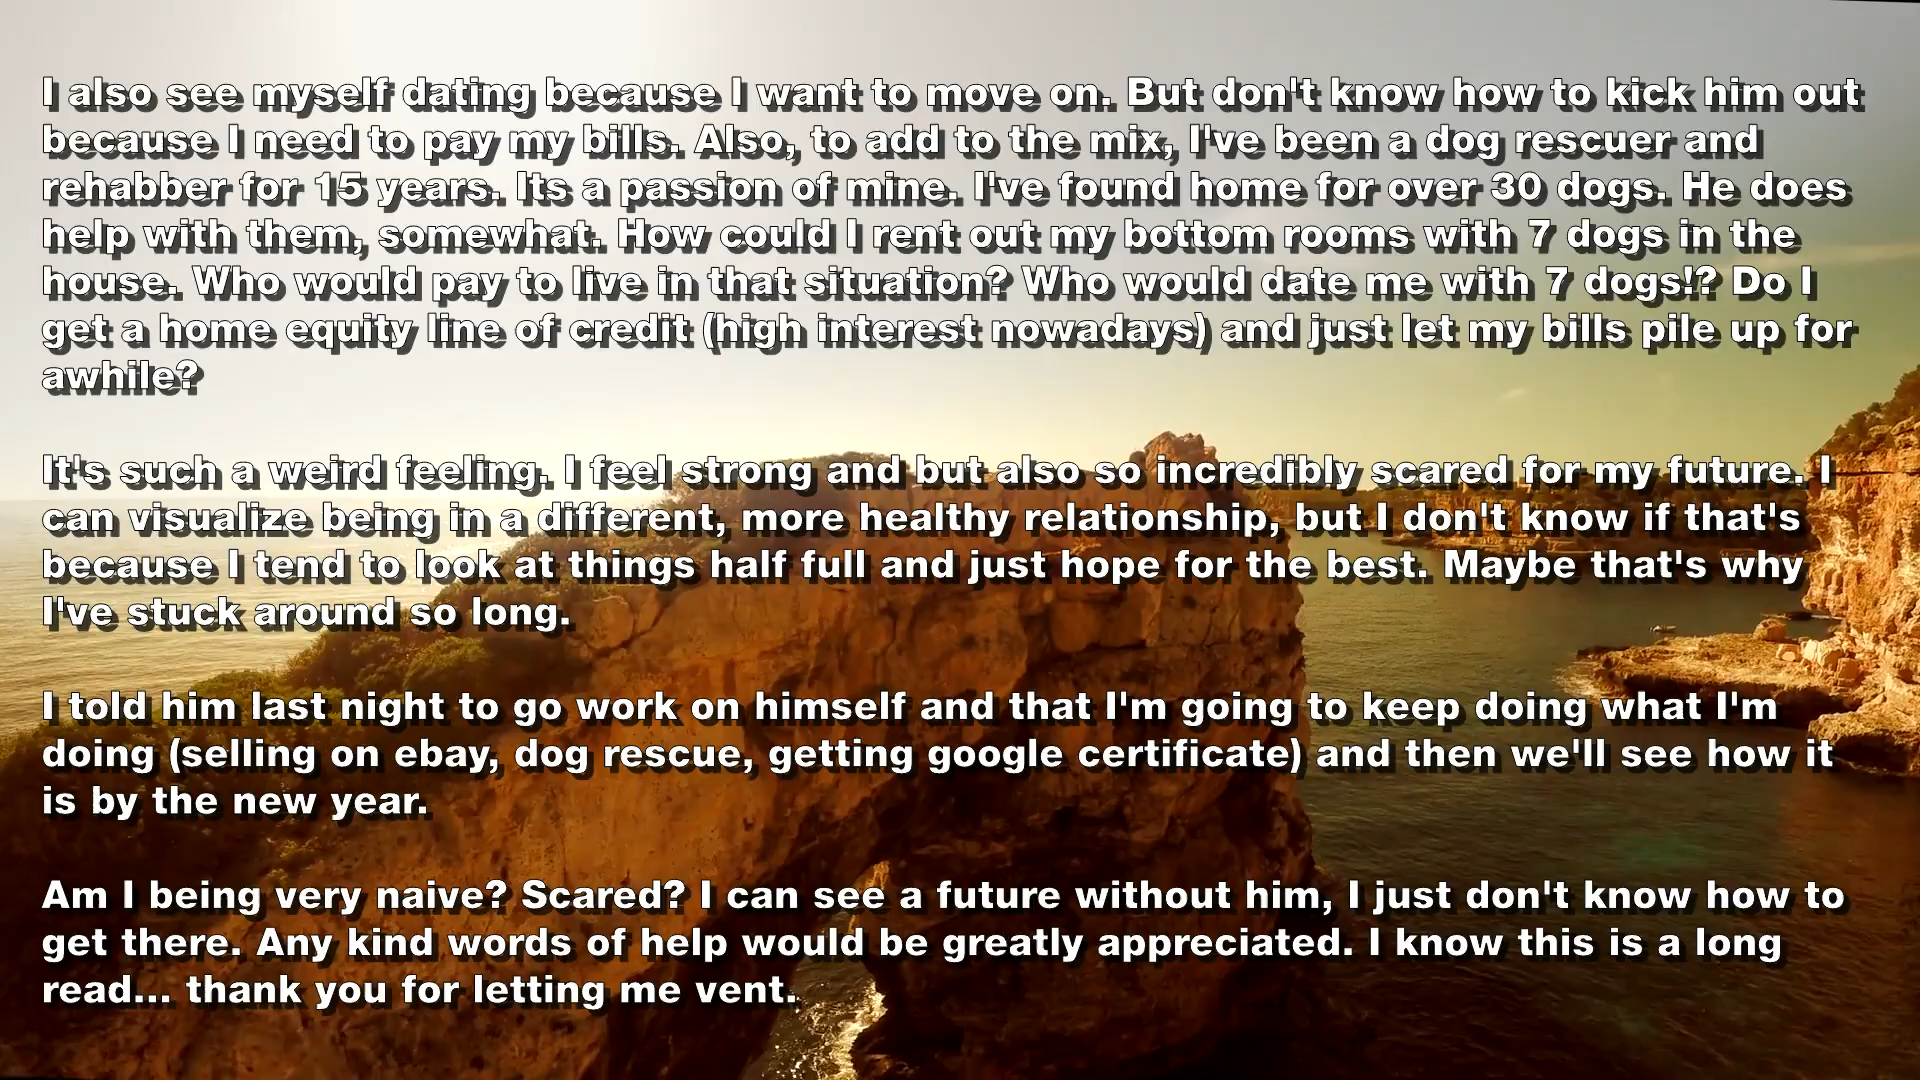 I also see myself dating because I want to move on. But don't know how to kick him out
because I need to pay my bills. Also, to add to the mix, I've been a dog rescuer and
rehabber for 15 years. Its a passion of mine. I've found home for over 30 dogs. He does
help with them, somewhat. How could I rent out my bottom rooms with 7 dogs in the
house. Who would pay to live in that situation? Who would date me with 7 dogs!? Do I
get a home equity line of credit (high interest nowadays) and just let my bills pile up for
awhile?
It's such a weird feeling. I feel strong and but also so incredibly scared for my future. I
can visualize being in a different, more healthy relationship, but I don't know if that's
because I tend to look at things half full and just hope for the best. Maybe that's why
I've stuck around so long.
I told him last night to go work on himself and that I'm going to keep doing what I'm
doing (selling on ebay, dog rescue, getting google certificate) and then we'll see how it
is by the new year.
Am I being very naive? Scared? I can see a future without him, I just don't know how to
get there. Any kind words of help would be greatly appreciated. I know this is a long
read... thank you for letting me vent.